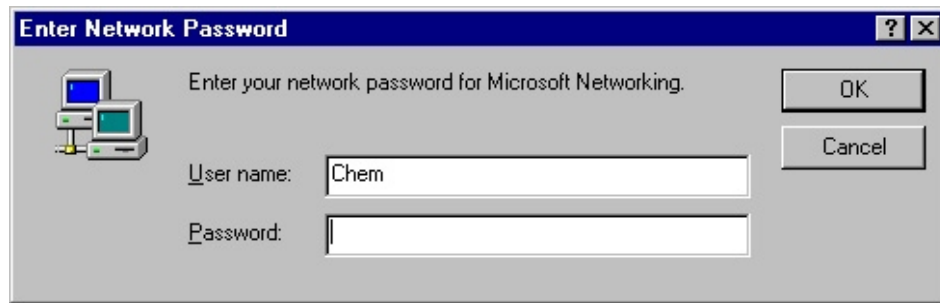 Enter Network Password
Enter your network password for Microsoft Networking.
OK
Cancel
User name: Chem
Password: